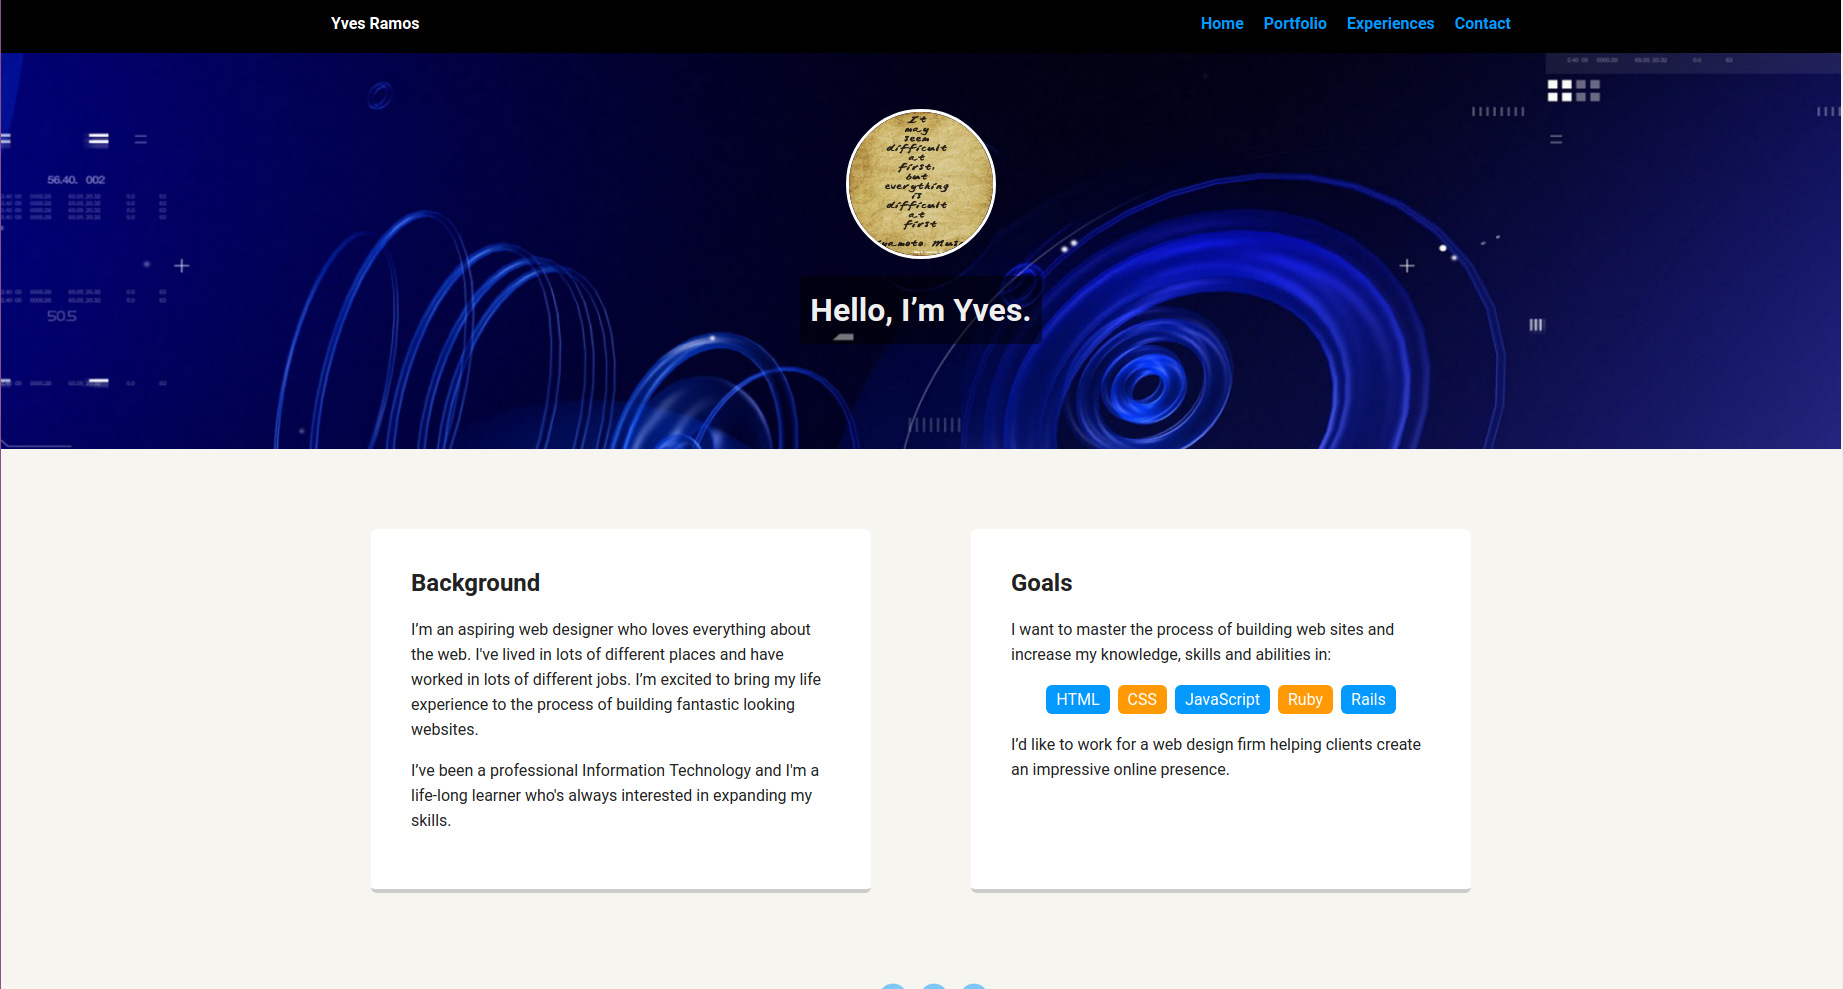 Yves Ramos
Home Portfolio Experiences Contact
It
may
seem
difficult
at
first,
but
everything
is
difficult
at
first
56.40. 002
50.5
Hello, I’m Yves.
Background
I’m an aspiring web designer who loves everything about
the web. I've lived in lots of different places and have
worked in lots of different jobs. I’m excited to bring my life
experience to the process of building fantastic looking
websites.
I’ve been a professional Information Technology and I'm a
life-long learner who's always interested in expanding my
skills.
Goals
I want to master the process of building web sites and
increase my knowledge, skills and abilities in:
HTML CSS JavaScript Ruby Rails
I’d like to work for a web design firm helping clients create
an impressive online presence.